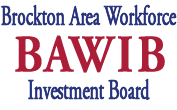 Brockton Area Workforce
BAWIB
Investment Board